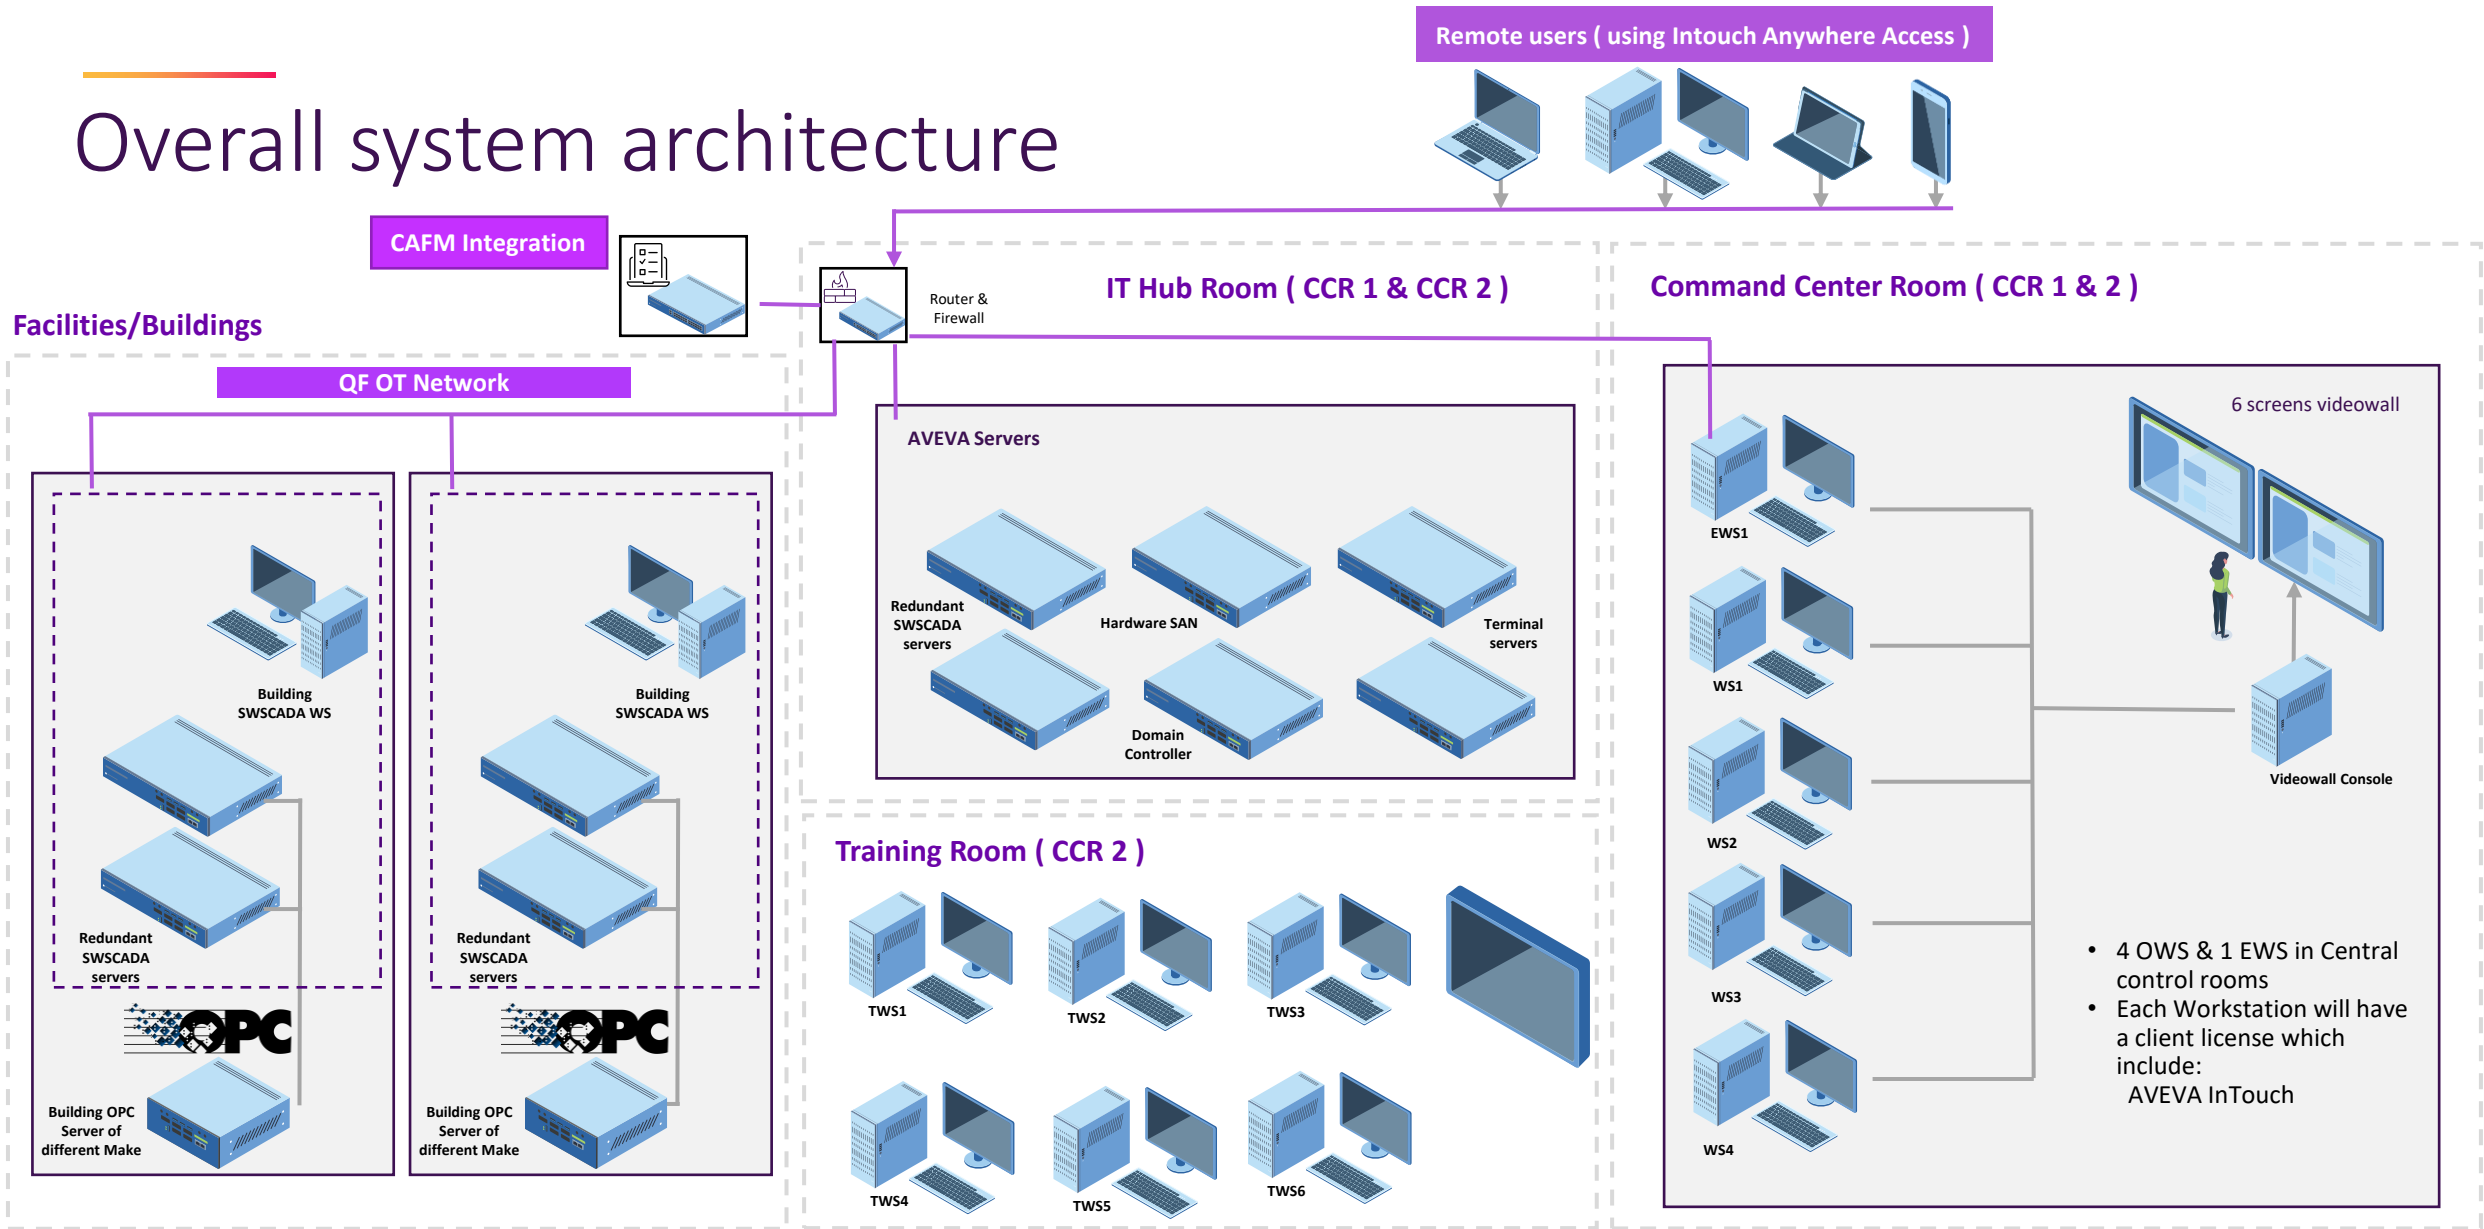 Remote users ( using Intouch Anywhere Access )
Overall system architecture
CAFM Integration
Router &
Firewall
IT Hub Room ( CCR 1 & CCR 2 )
Command Center Room ( CCR 1 & 2 )
Facilities/Buildings
QF OT Network
Building
SWSCADA WS
Redundant
SWSCADA
servers
OPC
Building OPC
Server of
different Make
Building
SWSCADA WS
Redundant
SWSCADA
servers
OPC
Building OPC
Server of
different Make
AVEVA Servers
Redundant
SWSCADA
servers
Hardware SAN
Terminal
servers
Domain
Controller
Training Room ( CCR 2 )
TWS1
TWS2
TWS3
TWS4
TWS5
TWS6
6 screens videowall
EWS1
WS1
WS2
WS3
WS4
Videowall Console
• 4 OWS & 1 EWS in Central
control rooms
• Each Workstation will have
a client license which
include:
AVEVA InTouch